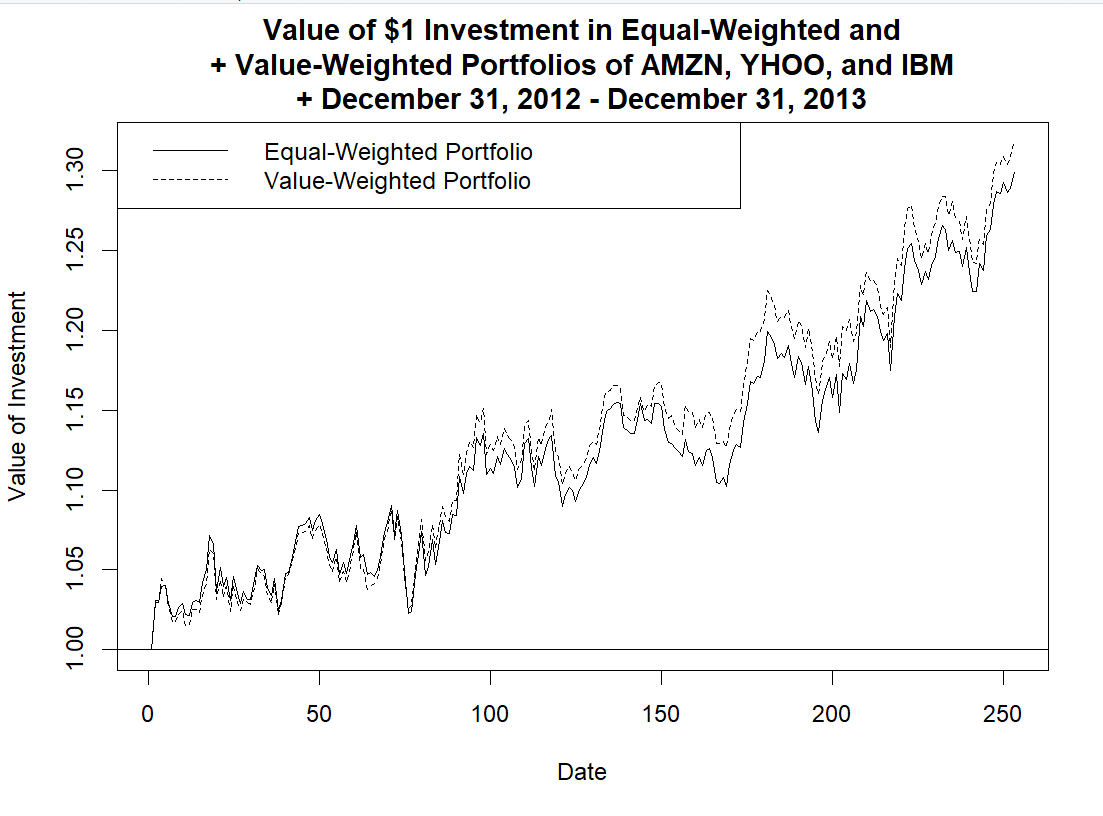 Value of $1 Investment in Equal-Weighted and
+ Value-Weighted Portfolios of AMZN, YHOO, and IBM
+ December 31, 2012 - December 31, 2013
Equal-Weighted Portfolio
Value-Weighted Portfolio
Value of Investment
1.30
1.25
1.20
1.15
1.10
1.05
1.00
0 50 100 150 200 250
Date